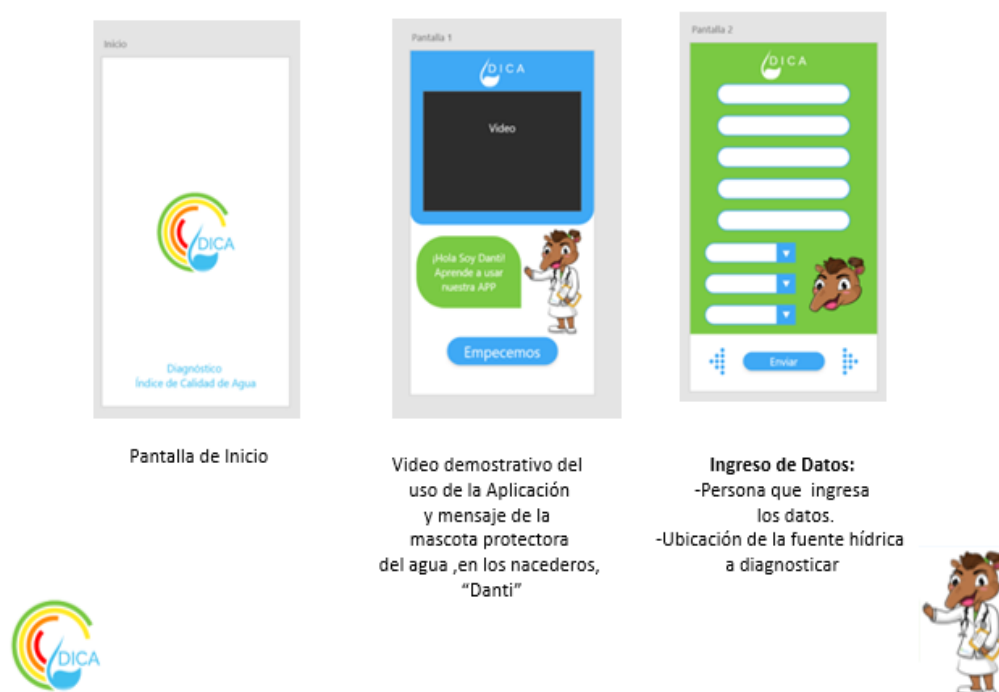 Inicio
DICA
Diagnóstico
Índice de Calidad de Agua
Pantalla de Inicio
Pantalla 1
DICA
Video
¡Hola Soy Danti!
Aprende a usar
nuestra APP
Empecemos
Video demostrativo del
uso de la Aplicación
y mensaje de la
mascota protectora
del agua ,en los nacederos,
“Danti”
Pantalla 2
DICA
Enviar
Ingreso de Datos:
-Persona que ingresa
los datos.
-Ubicación de la fuente hídrica
a diagnosticar
DICA